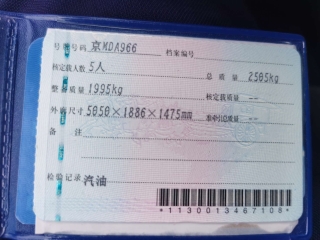 号牌号码 京MDA966 档案编号
核定载人数 5人 总质量 2505kg
整备质量 1995kg 核定载质量 --
外廓尺寸 5050×1886×1475mm 准牵引总质量 --
备注
检验记录 汽油
*1130013467108*